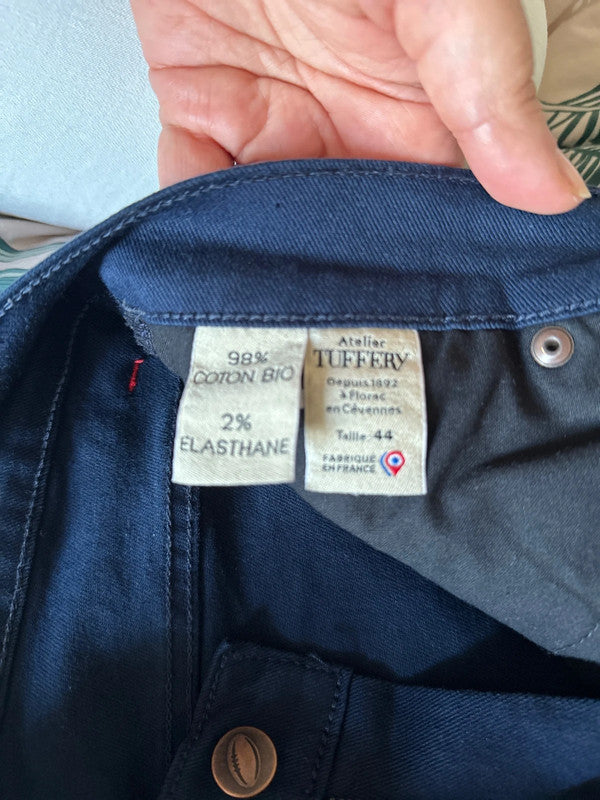 98%
COTON BIO
2%
ELASTHANE
Atelier
TUFFERY
Depuis 1892
à Florac
en Cévennes
Taille 44
FABRIQUÉ
EN FRANCE